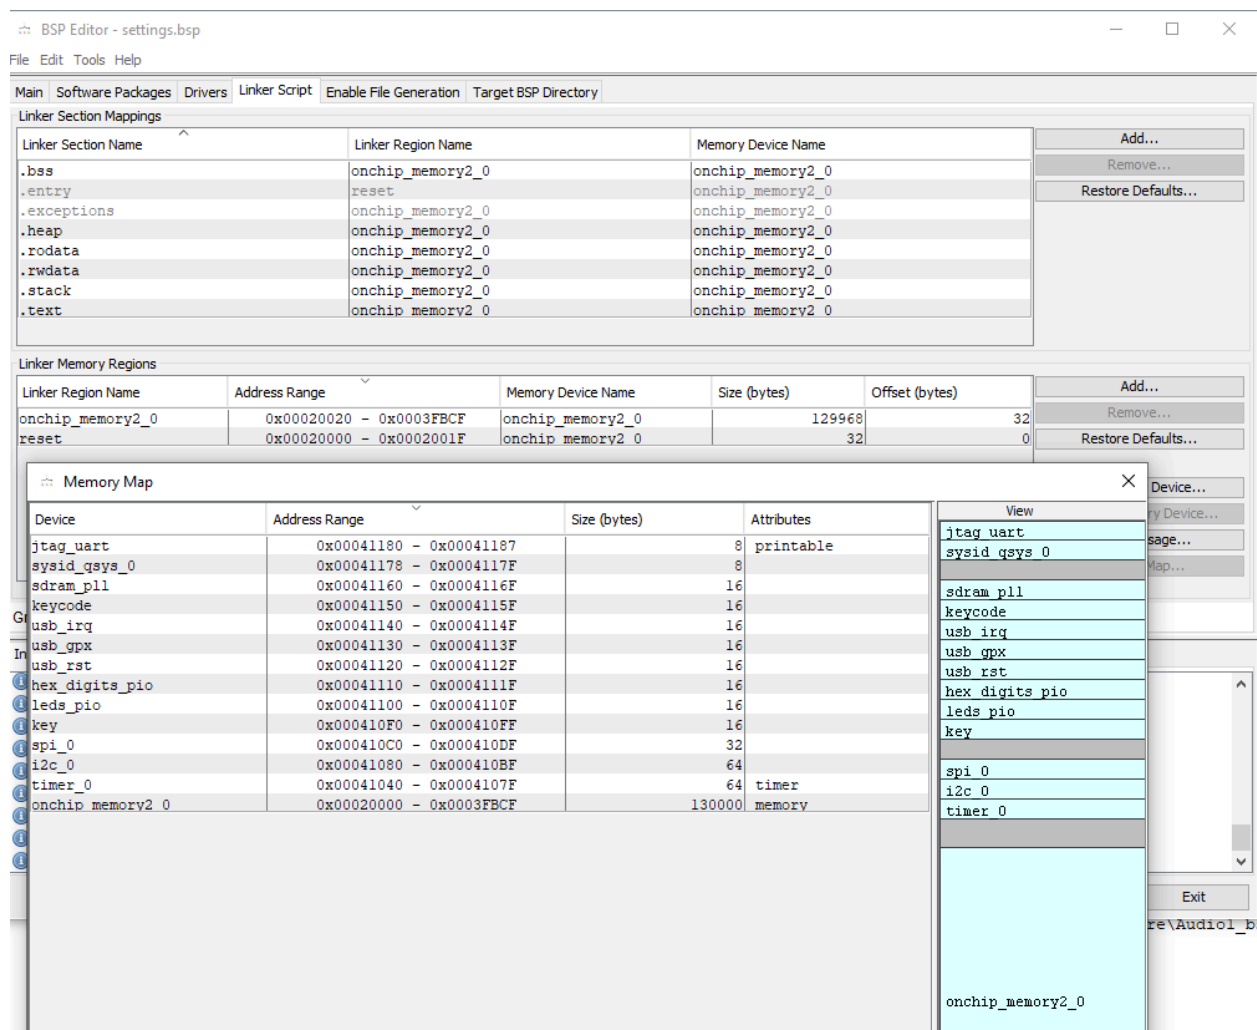 BSP Editor - settings.bsp
File Edit Tools Help
Main Software Packages Drivers Linker Script Enable File Generation Target BSP Directory
Linker Section Mappings
Linker Section Name Linker Region Name Memory Device Name Add...
.bss onchip_memory2_0 onchip_memory2_0 Remove...
.entry reset onchip_memory2_0 Restore Defaults...
.exceptions onchip_memory2_0 onchip_memory2_0
.heap onchip_memory2_0 onchip_memory2_0
.rodata onchip_memory2_0 onchip_memory2_0
.rwdata onchip_memory2_0 onchip_memory2_0
.stack onchip_memory2_0 onchip_memory2_0
.text onchip_memory2_0 onchip_memory2_0
Linker Memory Regions
Linker Region Name Address Range Memory Device Name Size (bytes) Offset (bytes) Add...
onchip_memory2_0 0x00020020 - 0x0003FBCF onchip_memory2_0 129968 32 Remove...
reset 0x00020000 - 0x0002001F onchip_memory2_0 32 0 Restore Defaults...
Memory Map Device...
Device Address Range Size (bytes) Attributes View ry Device...
jtag_uart 0x00041180 - 0x00041187 8 printable jtag_uart sage...
sysid_qsys_0 0x00041178 - 0x0004117F 8 sysid_qsys_0 Map...
sdram_pll 0x00041160 - 0x0004116F 16 sdram_pll
keycode 0x00041150 - 0x0004115F 16 keycode
Gr usb_irq 0x00041140 - 0x0004114F 16 usb_irq
usb_gpx 0x00041130 - 0x0004113F 16 usb_gpx
In usb_rst 0x00041120 - 0x0004112F 16 usb_rst
hex_digits_pio 0x00041110 - 0x0004111F 16 hex_digits_pio
leds_pio 0x00041100 - 0x0004110F 16 leds_pio
key 0x000410F0 - 0x000410FF 16 key
spi_0 0x000410C0 - 0x000410DF 32 spi_0
i2c_0 0x00041080 - 0x000410BF 64 i2c_0
timer_0 0x00041040 - 0x0004107F 64 timer timer_0
onchip_memory2_0 0x00020000 - 0x0003FBCF 130000 memory
Exit
re\Audio1_b
onchip_memory2_0